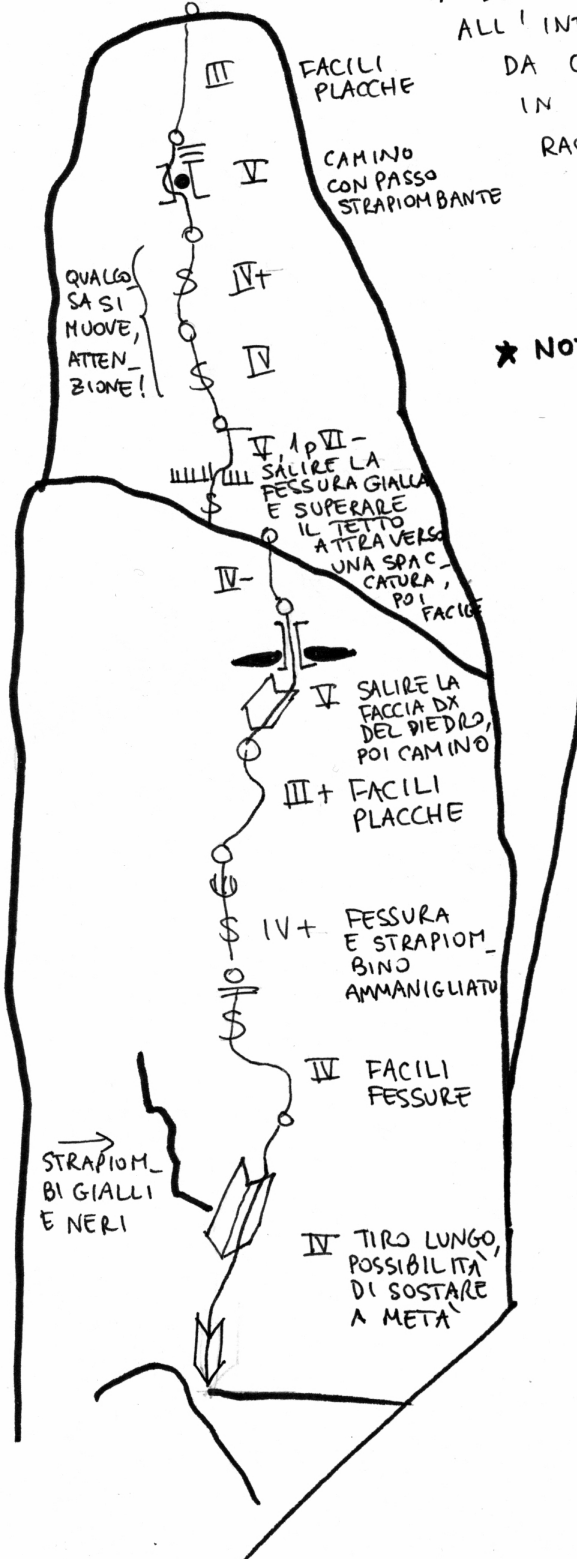 ALL' INT
DA C
IN
RAG
III
FACILI
PLACCHE
V
CAMINO
CON PASSO
STRAPIOMBANTE
IV+
QUALCO_
SA SI
MUOVE,
ATTEN_
ZIONE!
IV
★ NOT
V, 1p VI-
SALIRE LA
FESSURA GIALLA
E SUPERARE
IL TETTO
ATTRAVERSO
UNA SPAC_
CATURA,
POI
FACILE
IV-
V SALIRE LA
FACCIA DX
DEL DIEDRO,
POI CAMINO
III+ FACILI
PLACCHE
IV+ FESSURA
E STRAPIOM_
BINO
AMMANIGLIATO
IV FACILI
FESSURE
STRAPIOM_
BI GIALLI
E NERI
IV TIRO LUNGO,
POSSIBILITÀ
DI SOSTARE
A METÀ